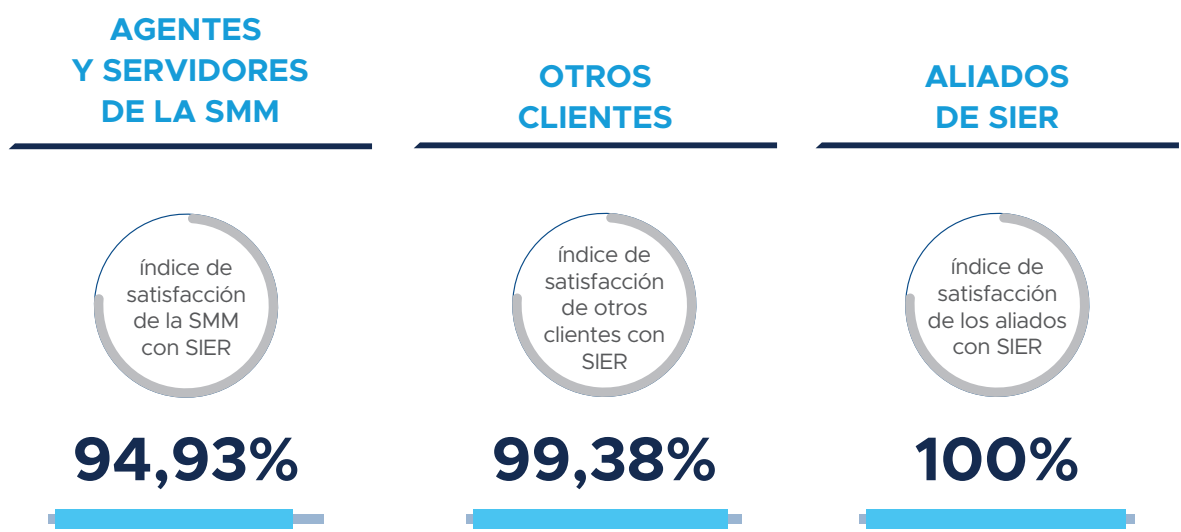 AGENTES
Y SERVIDORES
DE LA SMM
índice de
satisfacción
de la SMM
con SIER
94,93%
OTROS
CLIENTES
índice de
satisfacción
de otros
clientes con
SIER
99,38%
ALIADOS
DE SIER
índice de
satisfacción
de los aliados
con SIER
100%